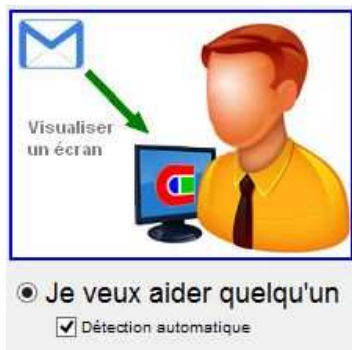 Visualiser
un écran
Je veux aider quelqu'un
Détection automatique